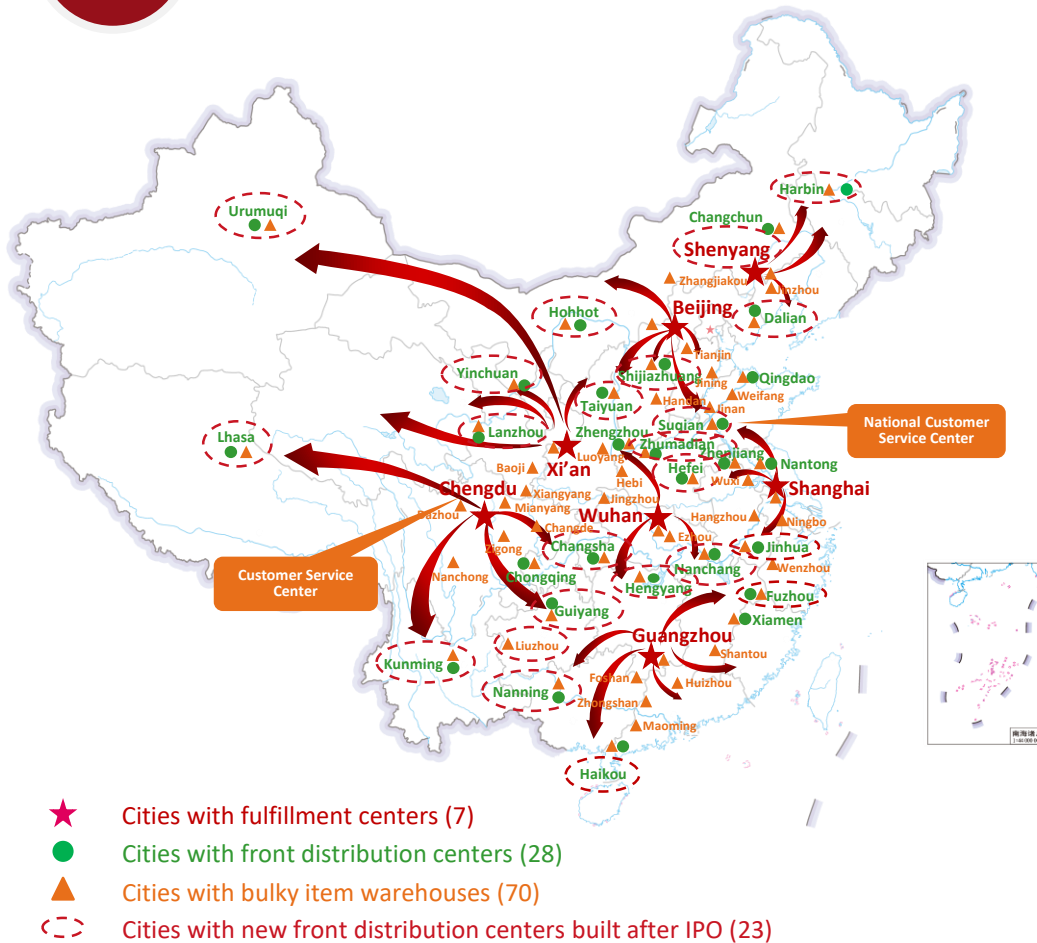 Harbin
Urumuqi
Changchun
Shenyang
Zhangjiakou
Jinzhou
Beijing
Hohhot
Dalian
Tianjin
Yinchuan
Shijiazhuang
Jining
Qingdao
Taiyuan
Handan
Weifang
Jinan
Lhasa
Lanzhou
Zhengzhou
Suqian
National Customer
Service Center
Zhumadian
Luoyang
Zhenjiang
Nantong
Baoji
Xi'an
Hefei
Hebi
Wuxi
Shanghai
Chengdu
Xiangyang
Jingzhou
Mianyang
Wuhan
Hangzhou
Ningbo
Changde
Ezhou
Zigong
Changsha
Jinhua
Customer Service
Center
Nanchong
Chongqing
Nanchang
Wenzhou
Hengyang
Fuzhou
Guiyang
Xiamen
Guangzhou
Liuzhou
Shantou
Kunming
Nanning
Foshan
Huizhou
Zhongshan
Maoming
Haikou
Cities with fulfillment centers (7)
Cities with front distribution centers (28)
Cities with bulky item warehouses (70)
Cities with new front distribution centers built after IPO (23)